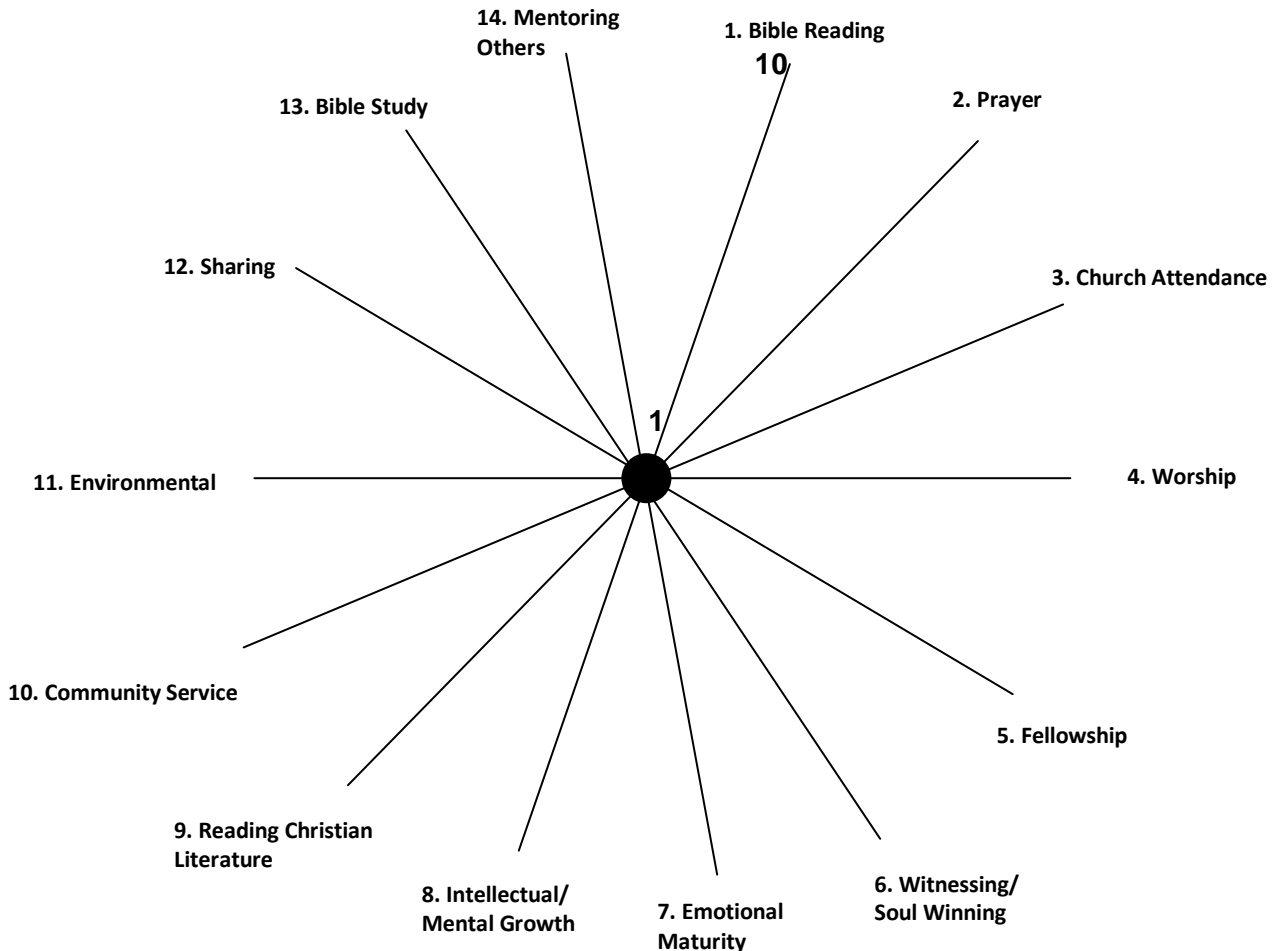 14. Mentoring
Others
1. Bible Reading
10
2. Prayer
13. Bible Study
12. Sharing
3. Church Attendance
1
11. Environmental
4. Worship
10. Community Service
5. Fellowship
9. Reading Christian
Literature
8. Intellectual/
Mental Growth
7. Emotional
Maturity
6. Witnessing/
Soul Winning